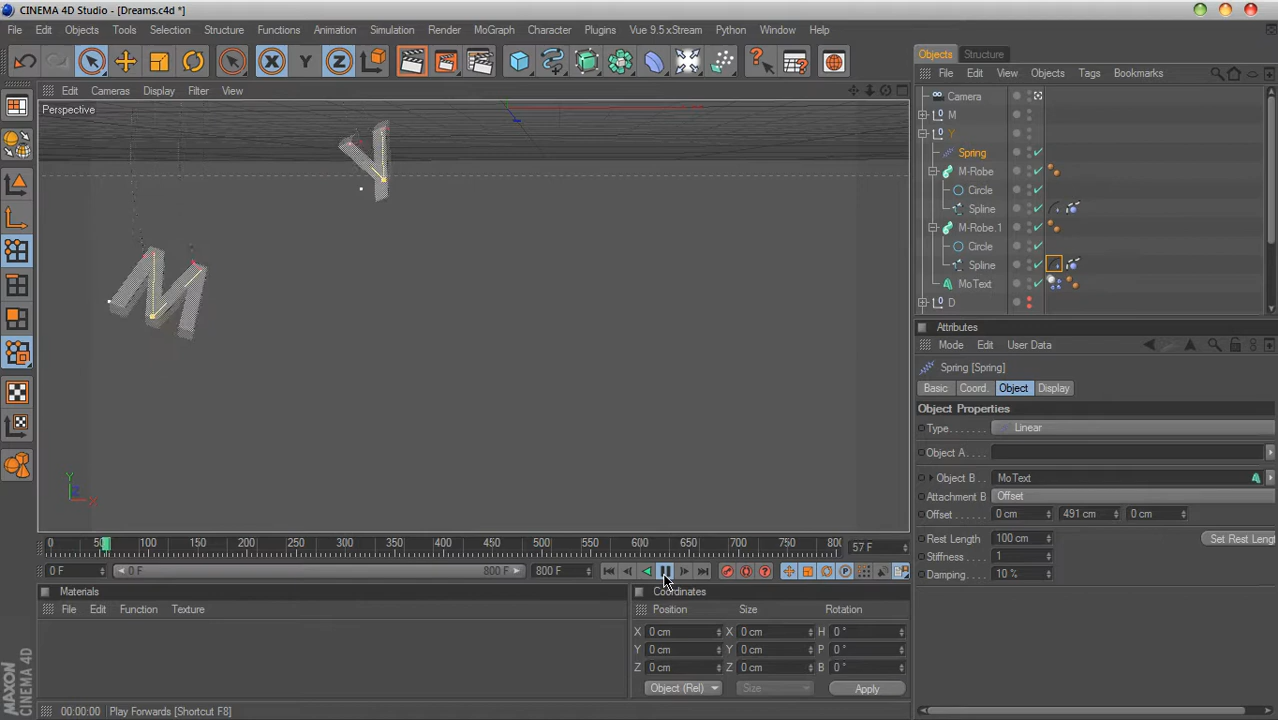 CINEMA 4D Studio - [Dreams.c4d *]
File Edit Objects Tools Selection Structure Functions Animation Simulation Render MoGraph Character Plugins Vue 9.5 xStream Python Window Help
X Y Z
Edit Cameras Display Filter View
Perspective
M
Y
Y
Z
X
0 50 100 150 200 250 300 350 400 450 500 550 600 650 700 750 800
57 F
0 F
0 F
800 F
800 F
Materials
File Edit Function Texture
Coordinates
Position Size Rotation
X 0 cm X 0 cm H 0 °
Y 0 cm Y 0 cm P 0 °
Z 0 cm Z 0 cm B 0 °
Object (Rel) Size Apply
MAXON
CINEMA 4D
00:00:00 Play Forwards [Shortcut F8]
Objects Structure
File Edit View Objects Tags Bookmarks
Camera
M
Y
Spring
M-Robe
Circle
Spline
M-Robe.1
Circle
Spline
MoText
D
Attributes
Mode Edit User Data
Spring [Spring]
Basic Coord. Object Display
Object Properties
Type Linear
Object A
Object B MoText
Attachment B Offset
Offset 0 cm 491 cm 0 cm
Rest Length 100 cm Set Rest Lengt
Stiffness 1
Damping 10 %